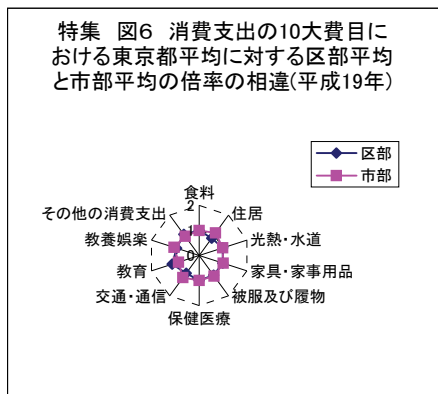 特集 図6 消費支出の10大費目に
おける東京都平均に対する区部平均
と市部平均の倍率の相違(平成19年)
区部
市部
食料
住居
光熱・水道
家具・家事用品
被服及び履物
保健医療
交通・通信
教育
教養娯楽
その他の消費支出
2
1
0